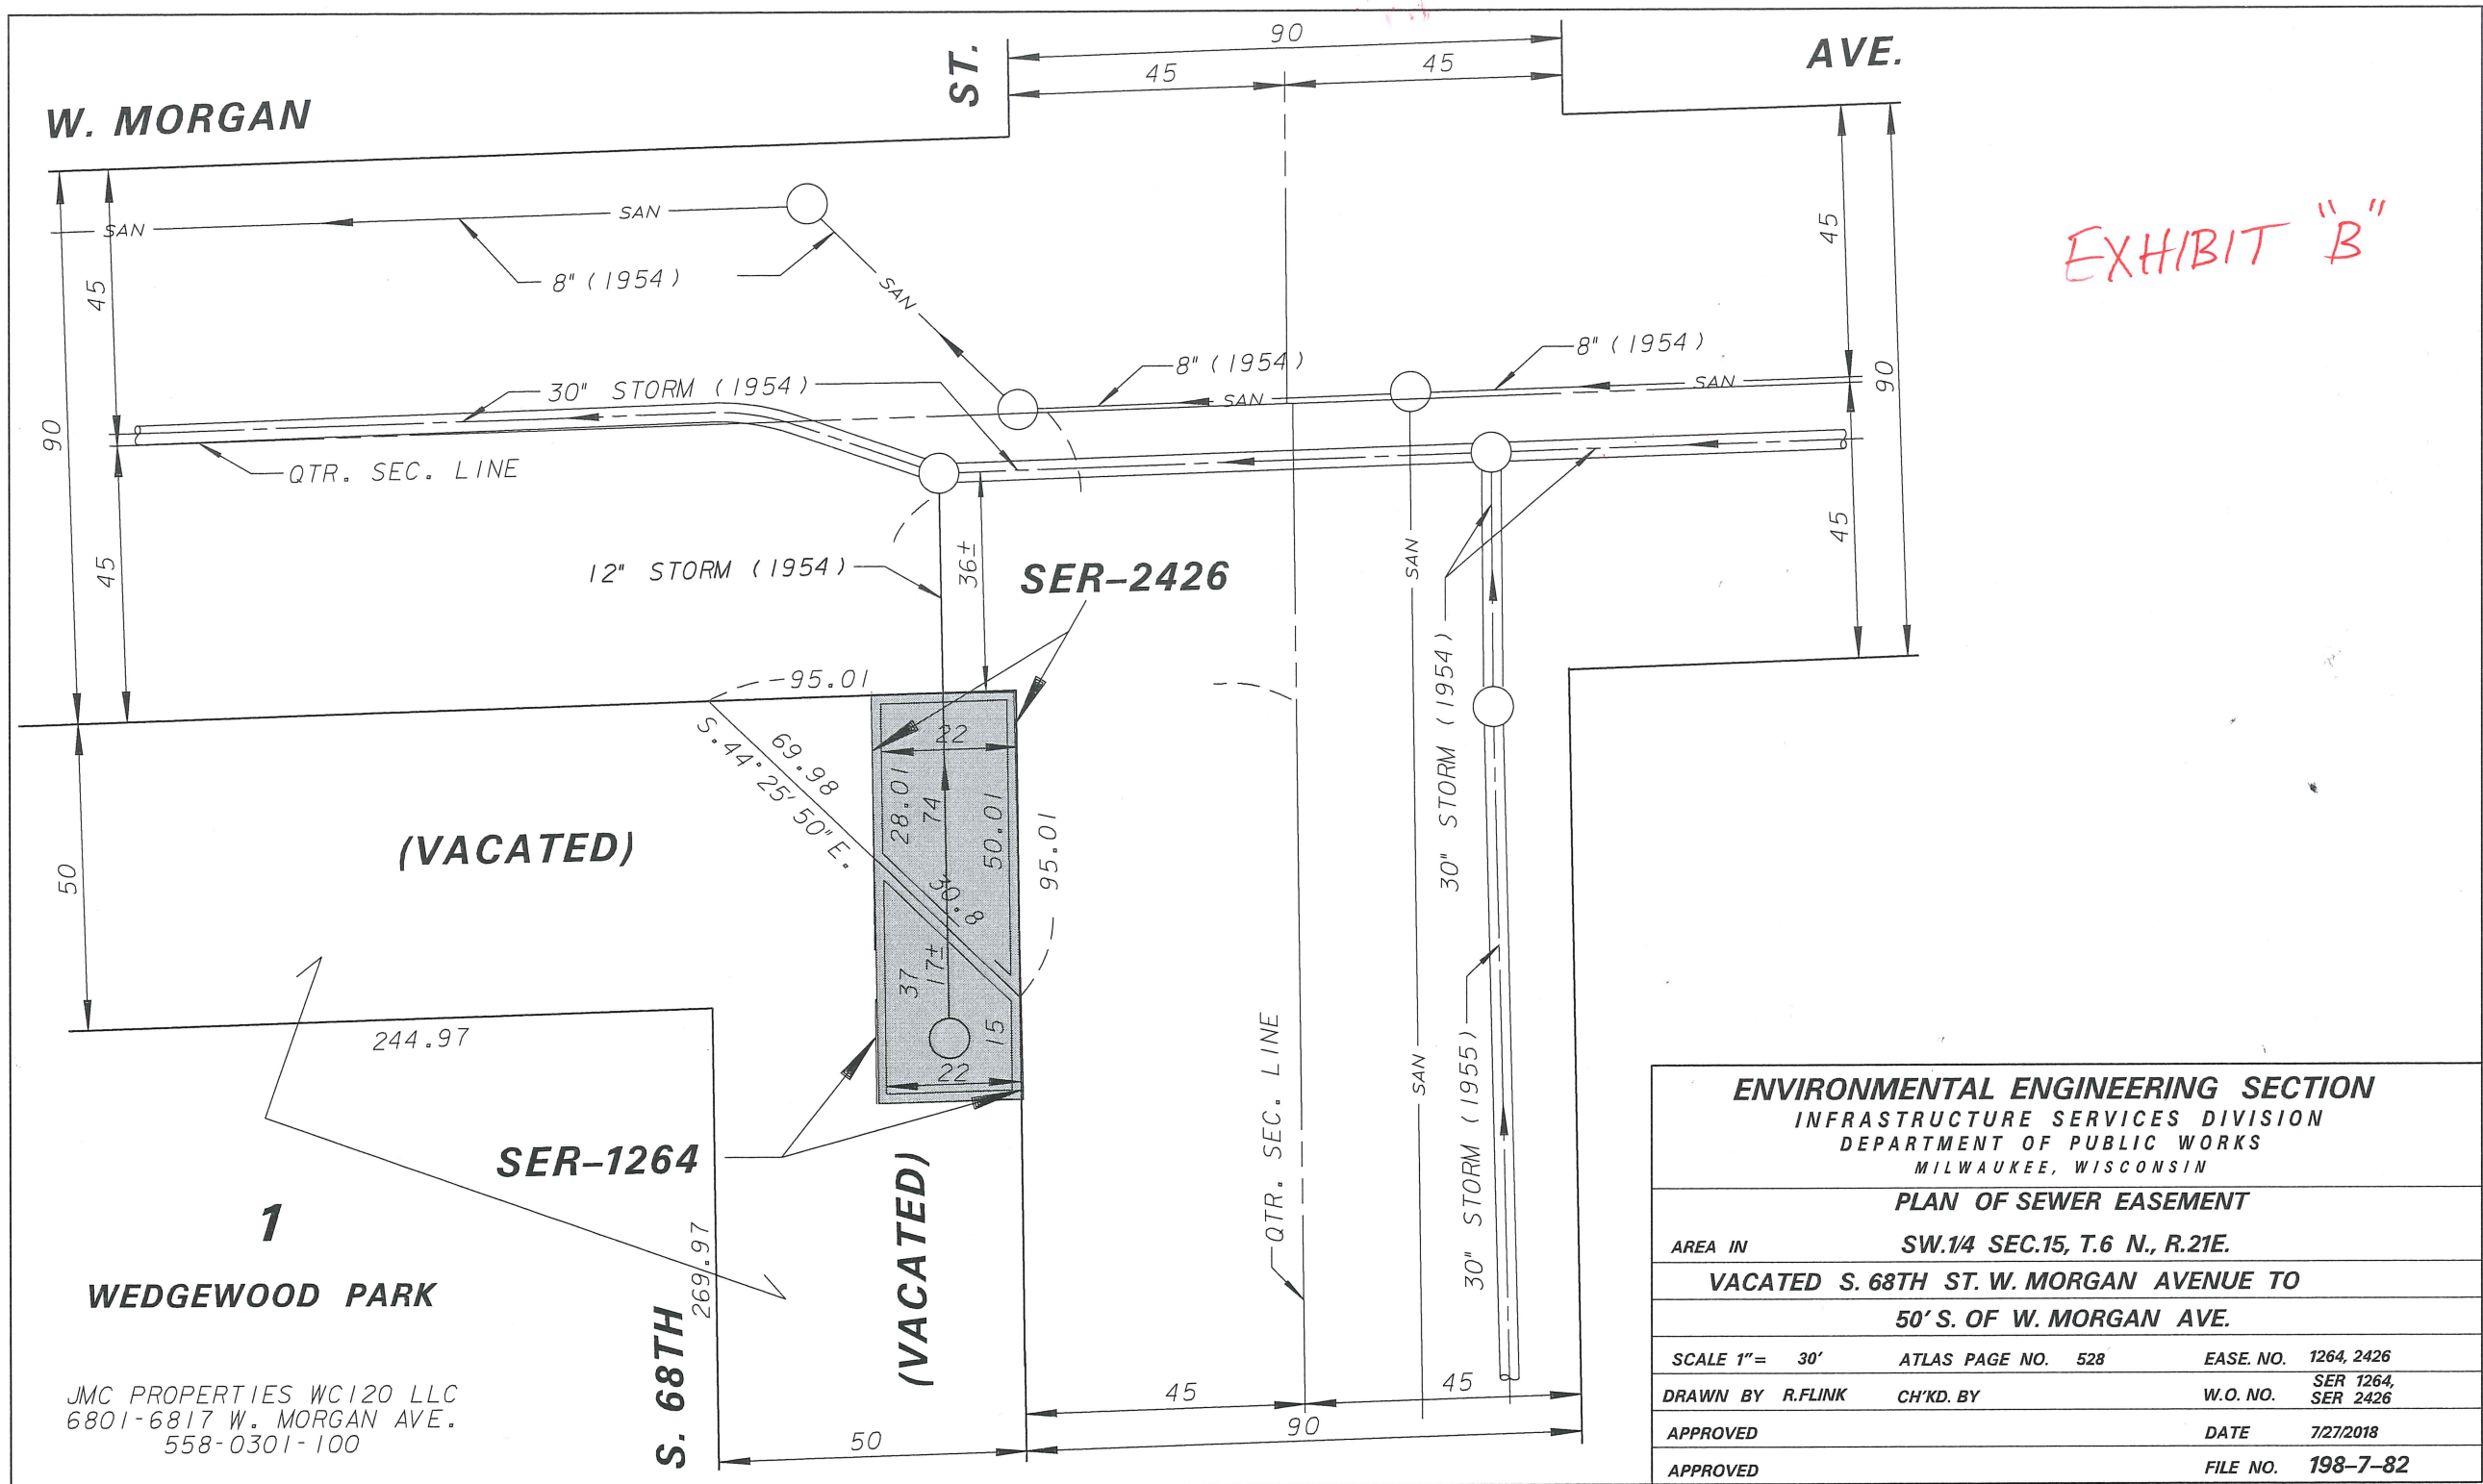 90
45
45
ST.
AVE.
W. MORGAN
SAN
SAN
8" (1954)
SAN
45
90
45
EXHIBIT "B"
45
90
45
30" STORM (1954)
8" (1954)
SAN
8" (1954)
SAN
QTR. SEC. LINE
12" STORM (1954)
36±
SER-2426
SAN
30" STORM (1954)
95.01
69.98
S.44°25'50"E.
22
28.01
74
50.01
95.01
(VACATED)
50
37
17±
15
22
244.97
SER-1264
269.97
(VACATED)
QTR. SEC. LINE
SAN
30" STORM (1955)
1
WEDGEWOOD PARK
JMC PROPERTIES WC120 LLC
6801-6817 W. MORGAN AVE.
558-0301-100
S. 68TH
50
45
45
90
ENVIRONMENTAL ENGINEERING SECTION
INFRASTRUCTURE SERVICES DIVISION
DEPARTMENT OF PUBLIC WORKS
MILWAUKEE, WISCONSIN
PLAN OF SEWER EASEMENT
AREA IN SW.1/4 SEC.15, T.6 N., R.21E.
VACATED S. 68TH ST. W. MORGAN AVENUE TO
50' S. OF W. MORGAN AVE.
SCALE 1"= 30' ATLAS PAGE NO. 528 EASE. NO. 1264, 2426
DRAWN BY R.FLINK CH'KD. BY W.O. NO. SER 1264,
SER 2426
APPROVED DATE 7/27/2018
APPROVED FILE NO. 198-7-82